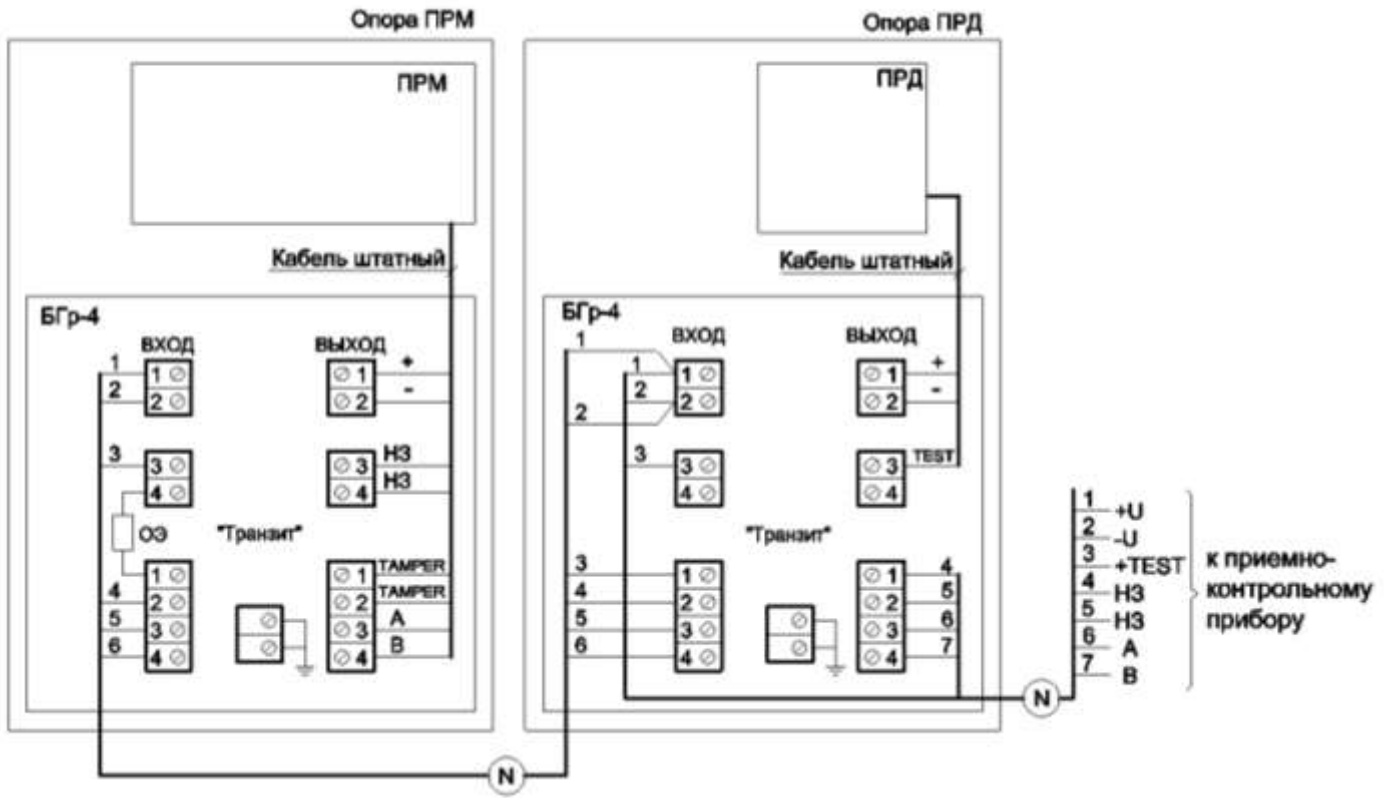 Опора ПРМ
ПРМ
Кабель штатный
БГр-4
ВХОД
ВЫХОД
1
1
1
+
2
2
2
-
3
3
3
НЗ
4
4
НЗ
ОЭ
"Транзит"
1
1
TAMPER
4
2
2
TAMPER
5
3
3
A
6
4
4
B
N
Опора ПРД
ПРД
Кабель штатный
БГр-4
ВХОД
ВЫХОД
1
1
1
1
+
2
2
2
-
2
3
3
3
TEST
4
4
"Транзит"
3
1
1
4
4
2
2
5
5
3
3
6
6
4
4
7
N
1 +U
2 -U
3 +TEST
4 НЗ
5 НЗ
6 A
7 B
к приемно-
контрольному
прибору